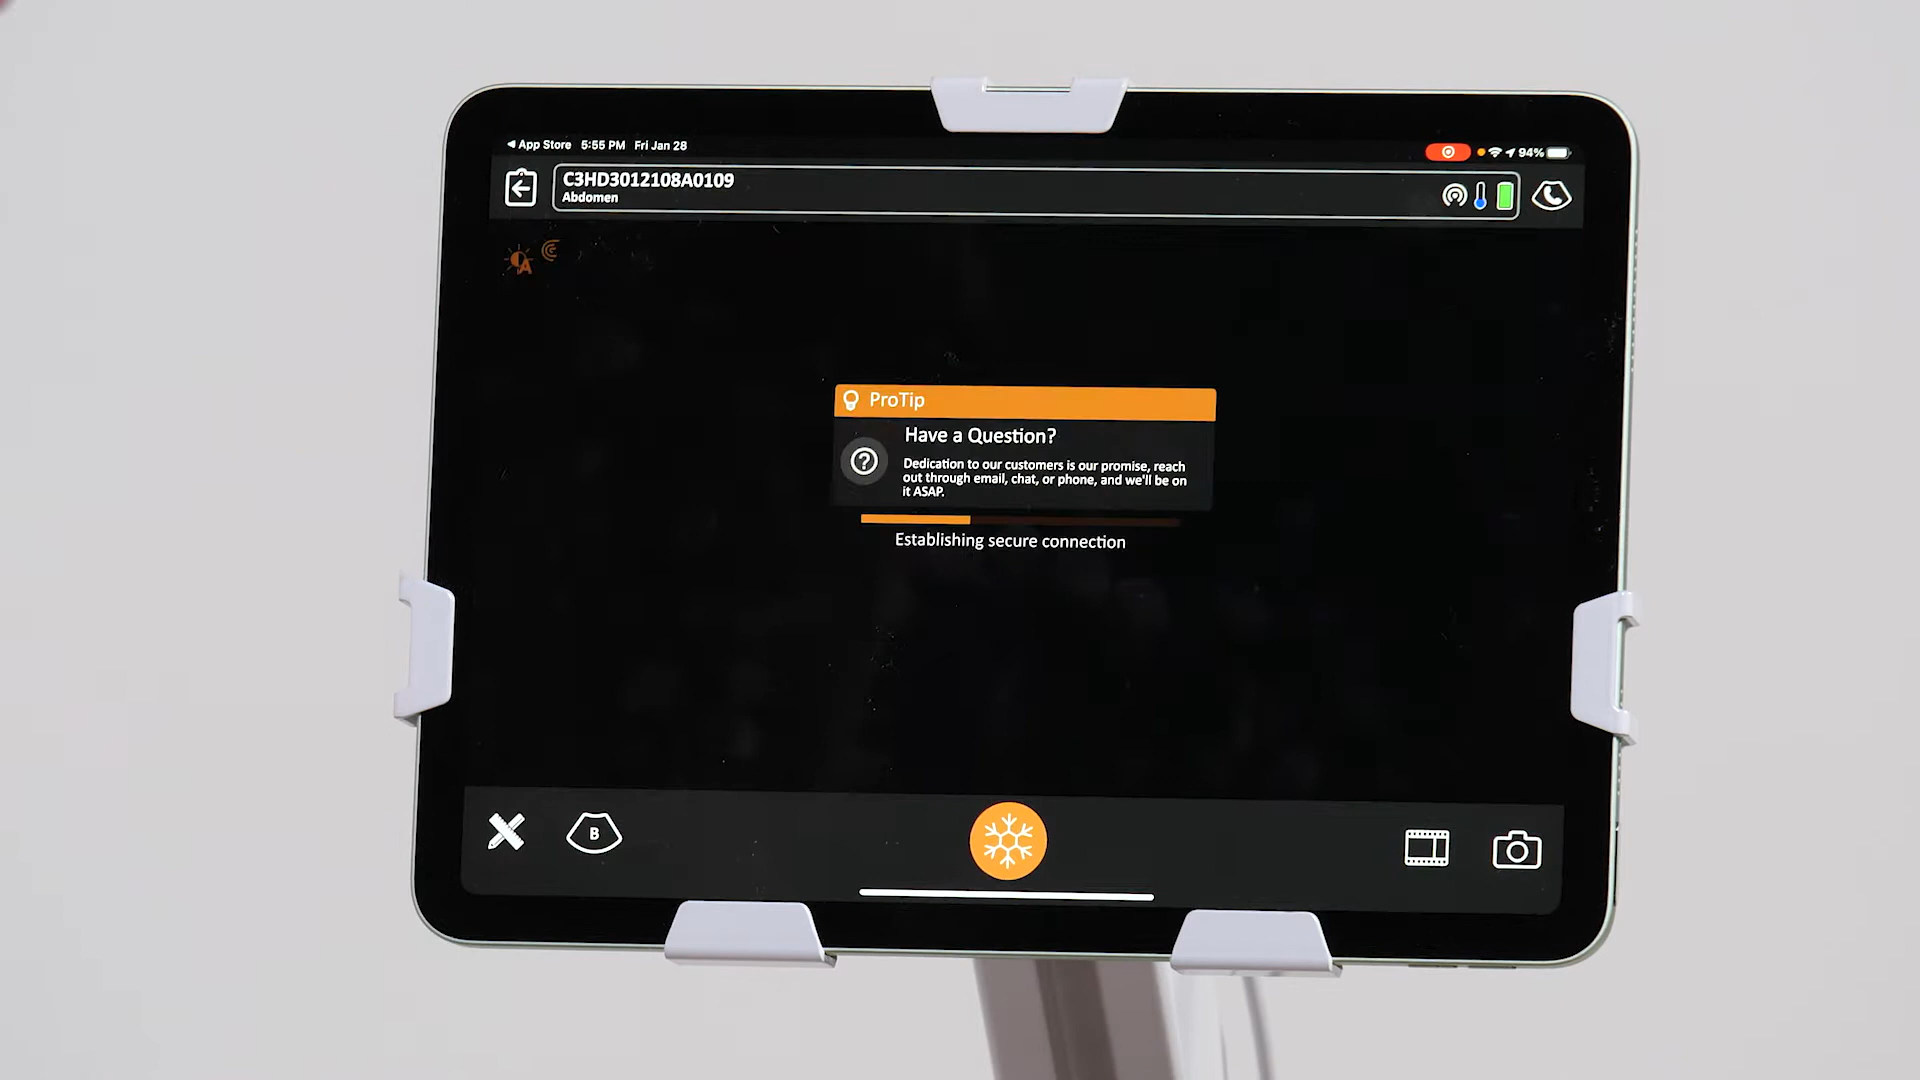 App Store 5:55 PM Fri Jan 28
94%
C3HD3012108A0109
Abdomen
A
ProTip
Have a Question?
?
Dedication to our customers is our promise, reach
out through email, chat, or phone, and we'll be on
it ASAP.
Establishing secure connection
B